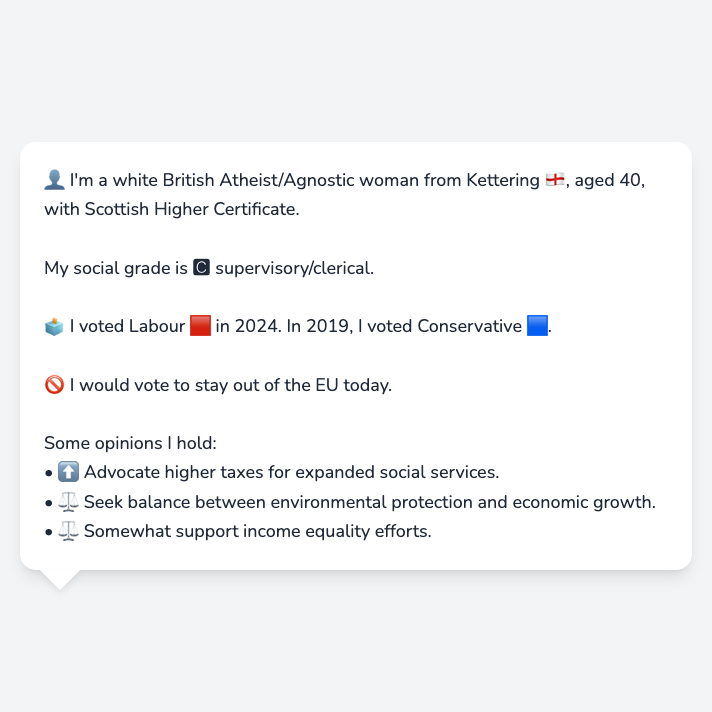 👤 I'm a white British Atheist/Agnostic woman from Kettering 🏴󠁧󠁢󠁥󠁮󠁧󠁿, aged 40,
with Scottish Higher Certificate.
My social grade is 🅲 supervisory/clerical.
🗳️ I voted Labour 🟥 in 2024. In 2019, I voted Conservative 🟦.
🚫 I would vote to stay out of the EU today.
Some opinions I hold:
• ⬆️ Advocate higher taxes for expanded social services.
• ⚖️ Seek balance between environmental protection and economic growth.
• ⚖️ Somewhat support income equality efforts.